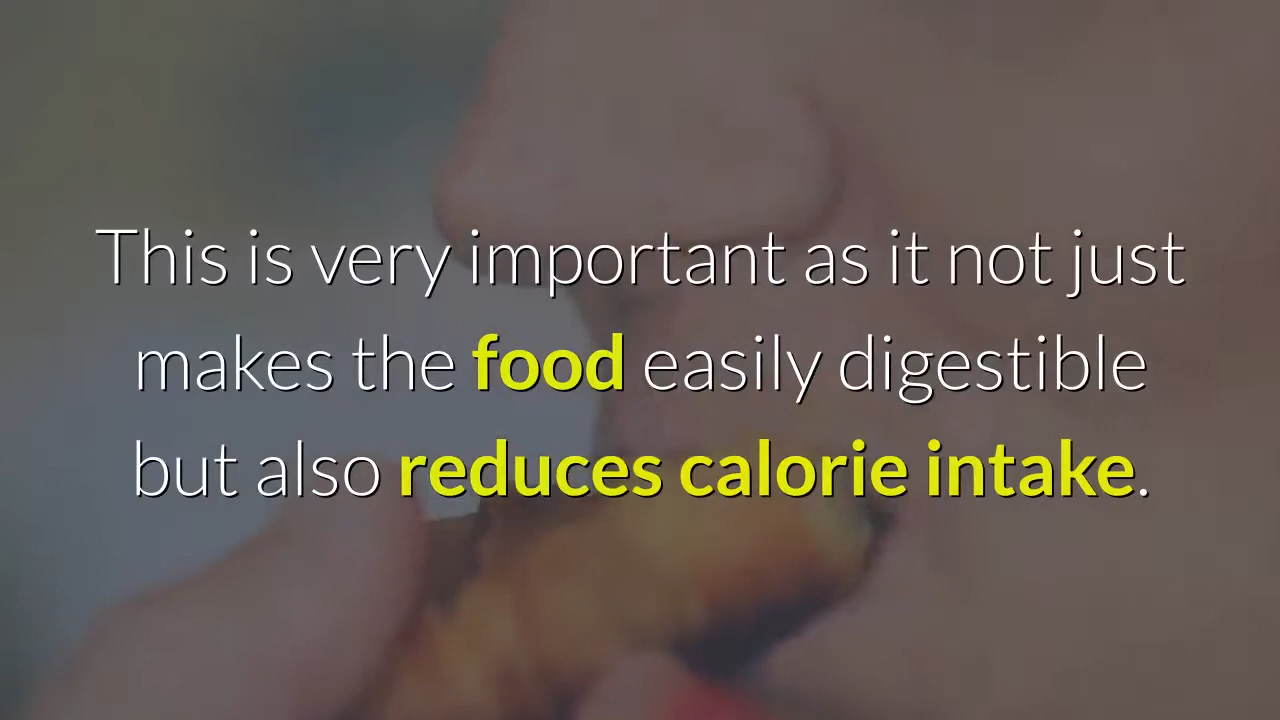 This is very important as it not just
makes the food easily digestible
but also reduces calorie intake.